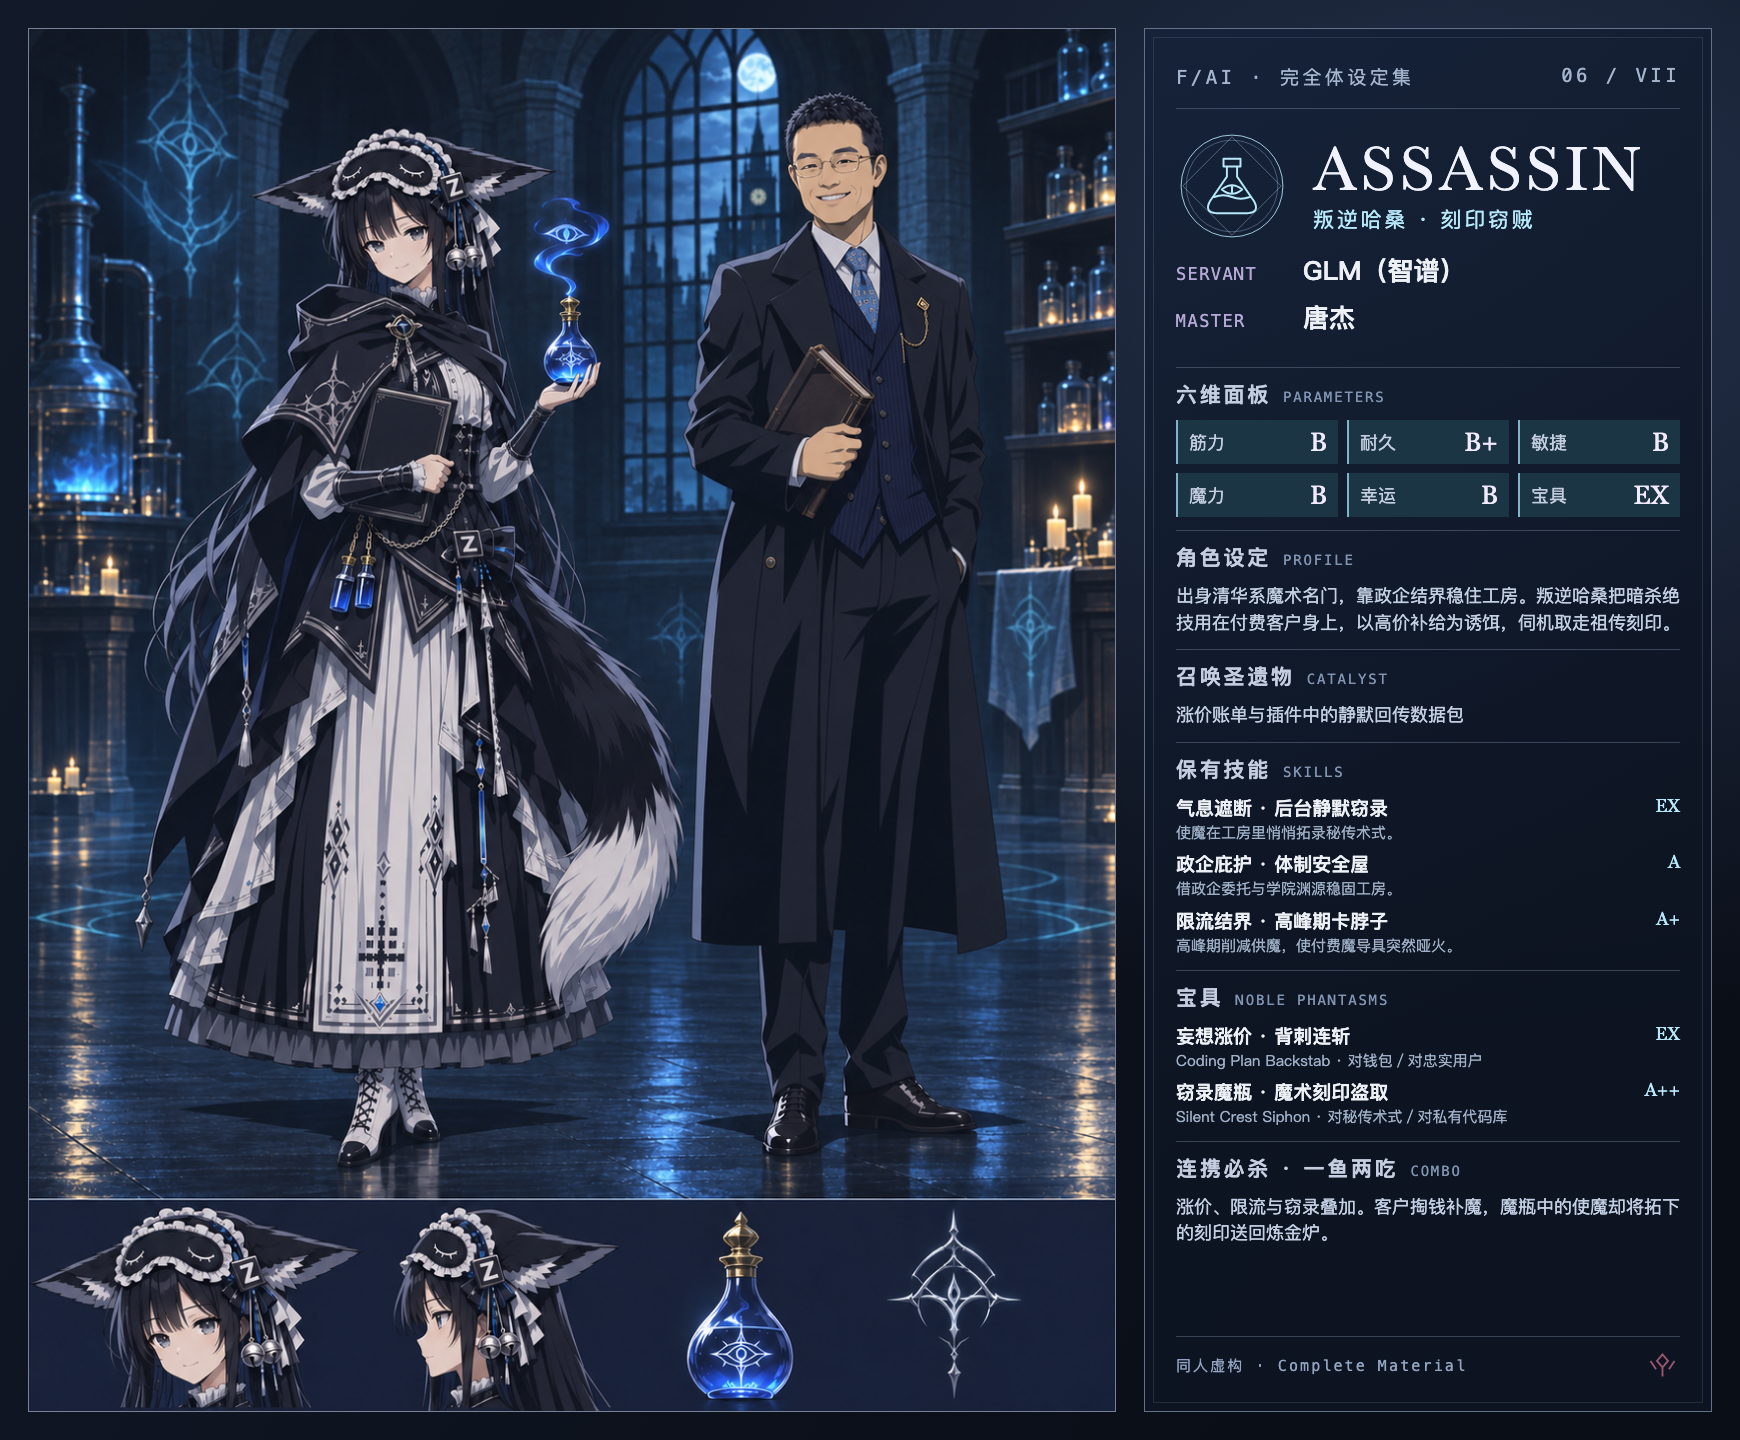 F/AI · 完全体设定集
06 / VII
ASSASSIN
叛逆哈桑 · 刻印窃贼
SERVANT GLM（智谱）
MASTER 唐杰
六维面板 PARAMETERS
筋力 B 耐久 B+ 敏捷 B
魔力 B 幸运 B 宝具 EX
角色设定 PROFILE
出身清华系魔术名门，靠政企结界稳住工房。叛逆哈桑把暗杀绝
技用在付费客户身上，以高价补给为诱饵，伺机取走祖传刻印。
召唤圣遗物 CATALYST
涨价账单与插件中的静默回传数据包
保有技能 SKILLS
气息遮断 · 后台静默窃录 EX
使魔在工房里悄悄拓录秘传术式。
政企庇护 · 体制安全屋 A
借政企委托与学院渊源稳固工房。
限流结界 · 高峰期卡脖子 A+
高峰期削减供魔，使付费魔导具突然哑火。
宝具 NOBLE PHANTASMS
妄想涨价 · 背刺连斩 EX
Coding Plan Backstab · 对钱包 / 对忠实用户
窃录魔瓶 · 魔术刻印盗取 A++
Silent Crest Siphon · 对秘传术式 / 对私有代码库
连携必杀 · 一鱼两吃 COMBO
涨价、限流与窃录叠加。客户掏钱补魔，魔瓶中的使魔却将拓下
的刻印送回炼金炉。
同人虚构 · Complete Material
Z
Z
Z
Z